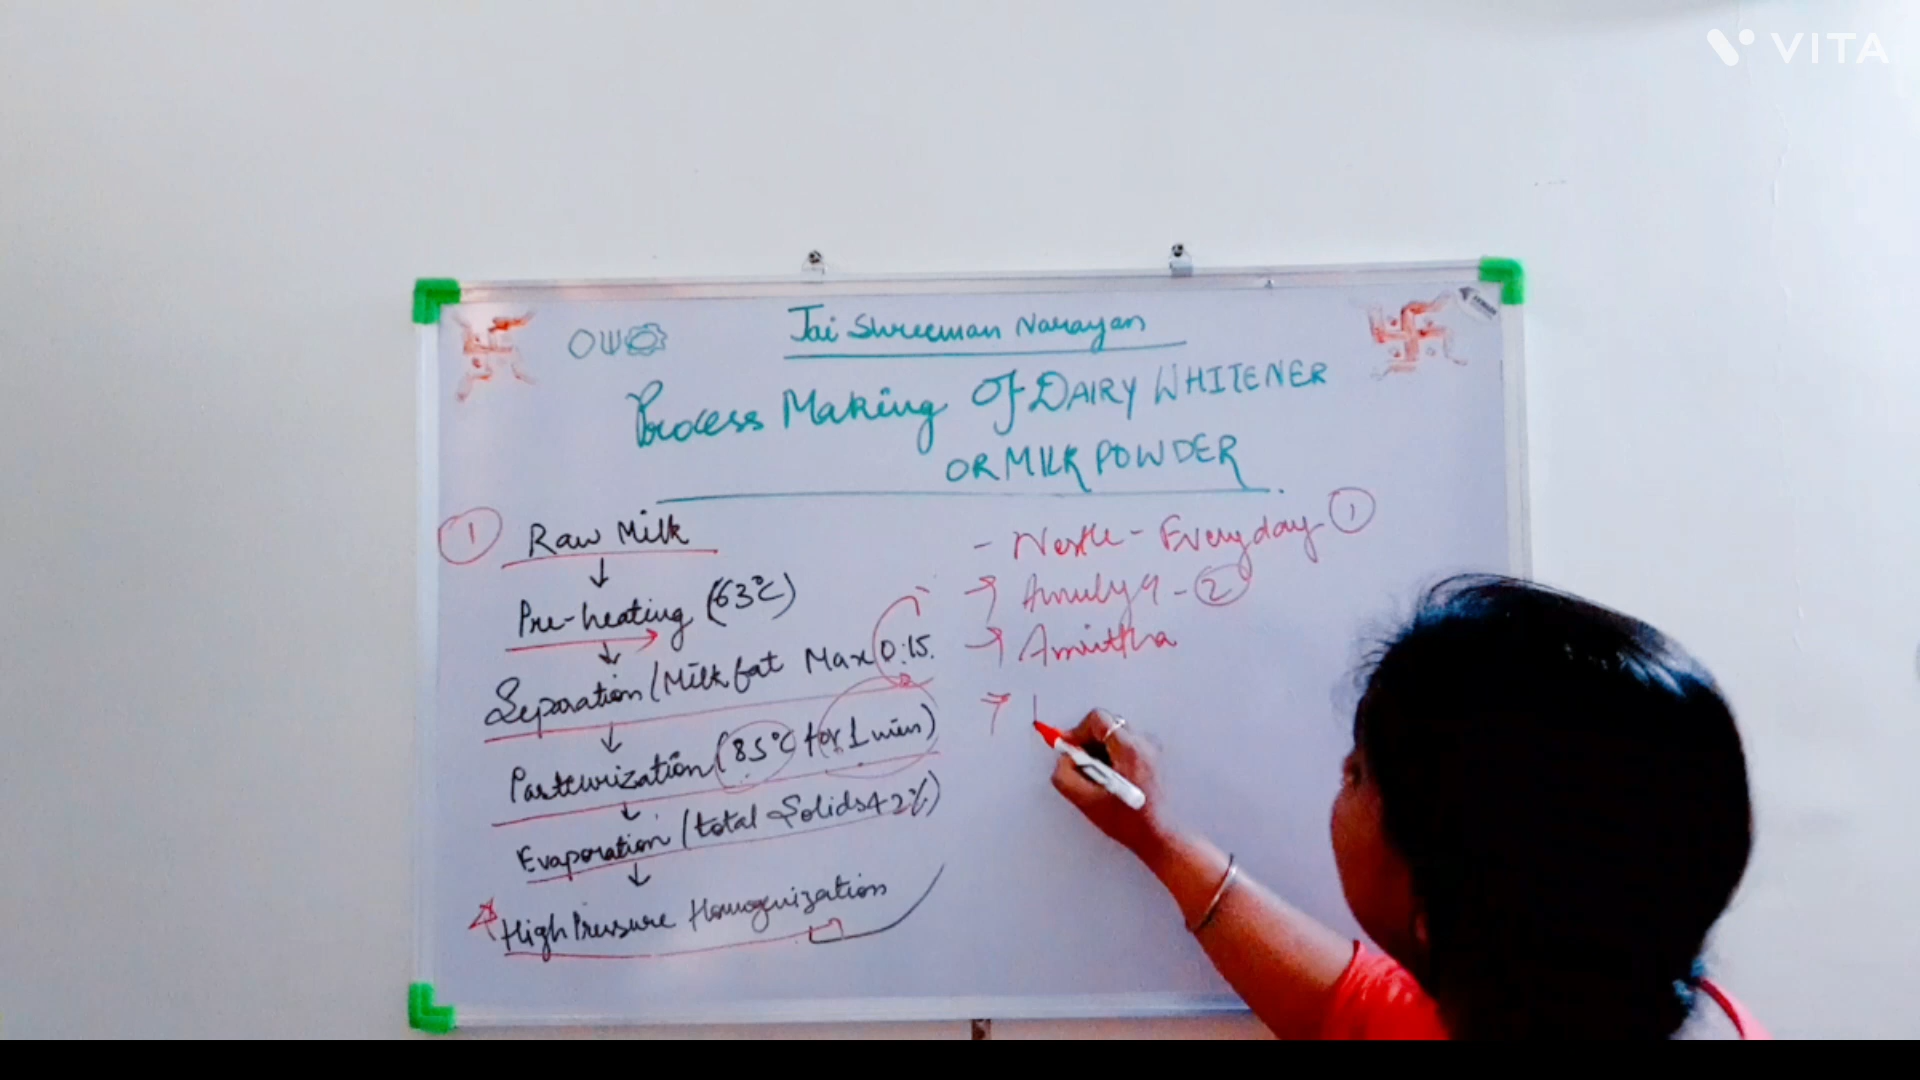 VITA
Jai Shreeman Narayan
Process Making Of DAIRY WHITENER
OR MILK POWDER
1 Raw Milk
Pre-heating (63°C)
Separation (Milk fat Max 0.15.
Pasteurization (85°C for 1 min)
Evaporation (total Solids 42%)
High Pressure Homogenization
- Nestle - Everyday 1
→ Amulya - 2
→ Amirtha